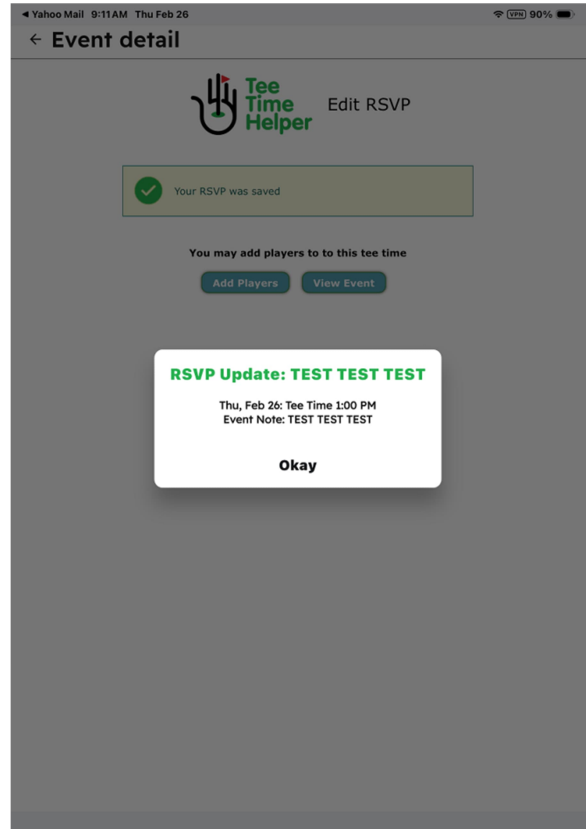 ◀ Yahoo Mail 9:11 AM Thu Feb 26 VPN 90%
← Event detail
Tee
Time
Helper
Edit RSVP
Your RSVP was saved
You may add players to to this tee time
Add Players View Event
RSVP Update: TEST TEST TEST
Thu, Feb 26: Tee Time 1:00 PM
Event Note: TEST TEST TEST
Okay